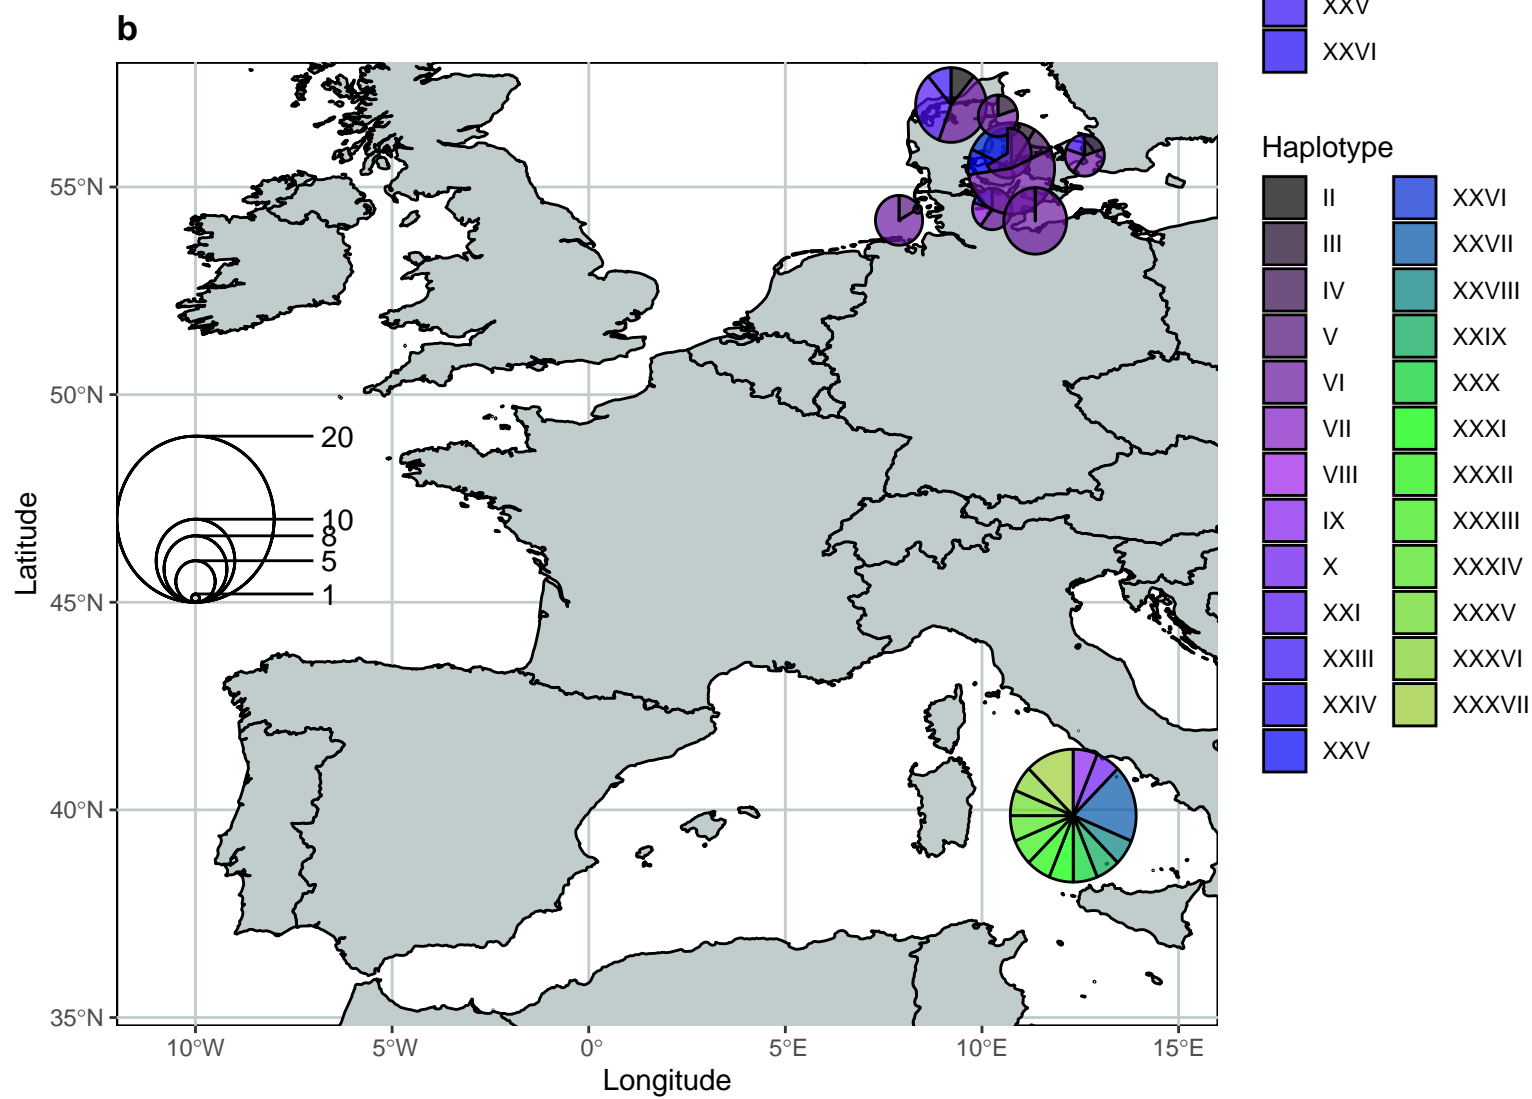 b
XXV
XXVI
55°N
50°N
45°N
40°N
35°N
Latitude
20
10
8
5
1
10°W
5°W
0°
5°E
10°E
15°E
Longitude
Haplotype
II
III
IV
V
VI
VII
VIII
IX
X
XXI
XXIII
XXIV
XXV
XXVI
XXVII
XXVIII
XXIX
XXX
XXXI
XXXII
XXXIII
XXXIV
XXXV
XXXVI
XXXVII